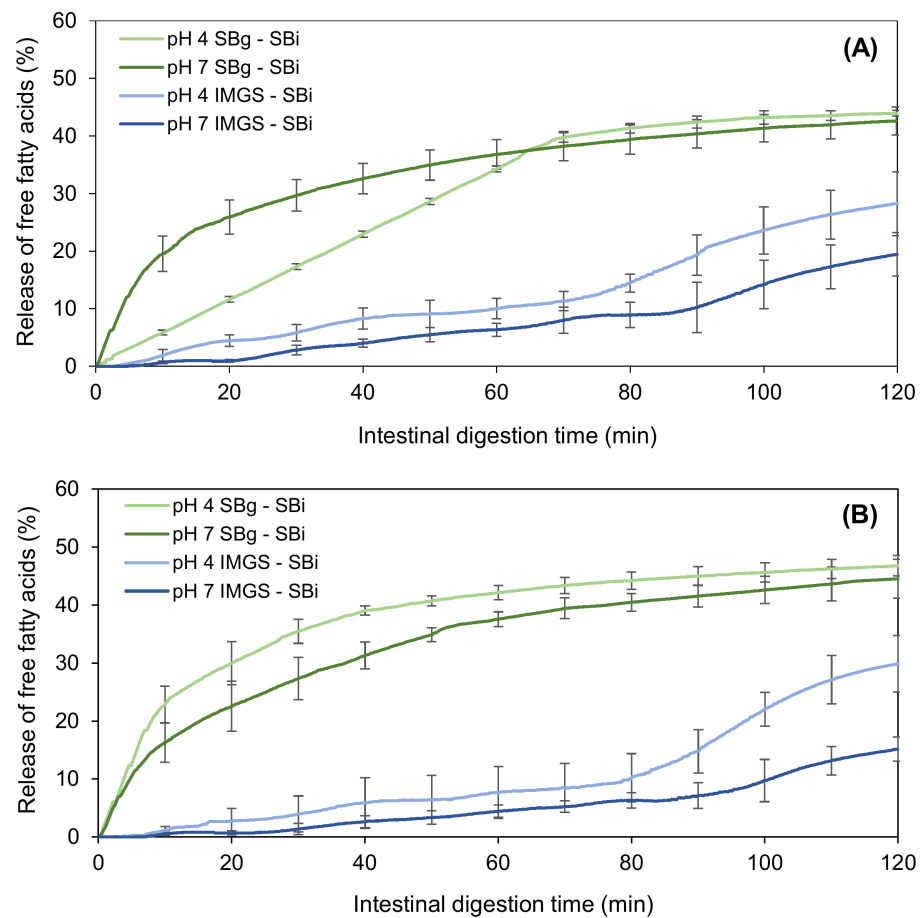 60
50
40
30
20
10
0
Release of free fatty acids (%)
pH 4 SBg - SBi
pH 7 SBg - SBi
pH 4 IMGS - SBi
pH 7 IMGS - SBi
(A)
0 20 40 60 80 100 120
Intestinal digestion time (min)
60
50
40
30
20
10
0
Release of free fatty acids (%)
pH 4 SBg - SBi
pH 7 SBg - SBi
pH 4 IMGS - SBi
pH 7 IMGS - SBi
(B)
0 20 40 60 80 100 120
Intestinal digestion time (min)